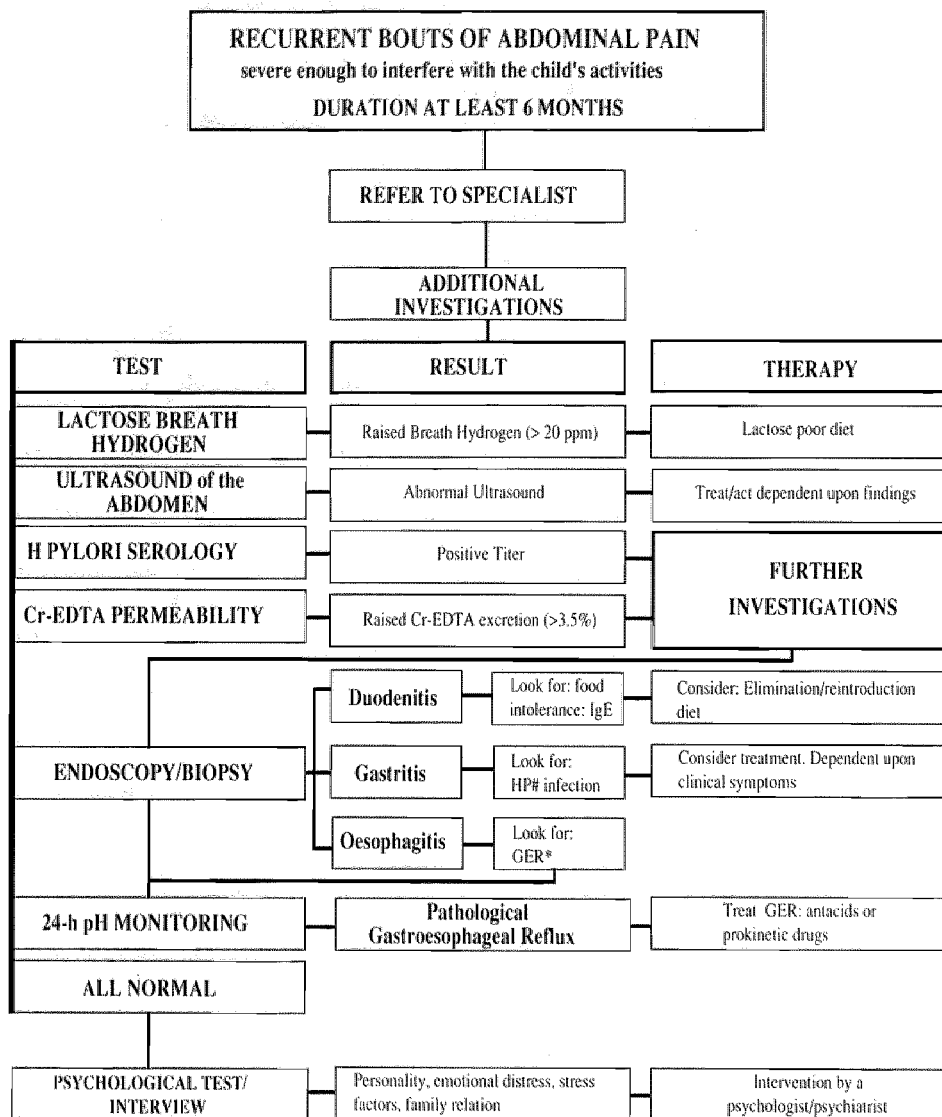 RECURRENT BOUTS OF ABDOMINAL PAIN
severe enough to interfere with the child's activities
DURATION AT LEAST 6 MONTHS
REFER TO SPECIALIST
ADDITIONAL
INVESTIGATIONS
TEST
RESULT
THERAPY
LACTOSE BREATH
HYDROGEN
Raised Breath Hydrogen (> 20 ppm)
Lactose poor diet
ULTRASOUND of the
ABDOMEN
Abnormal Ultrasound
Treat/act dependent upon findings
H PYLORI SEROLOGY
Positive Titer
FURTHER
INVESTIGATIONS
Cr-EDTA PERMEABILITY
Raised Cr-EDTA excretion (>3.5%)
Duodenitis
Look for: food
intolerance: IgE
Consider: Elimination/reintroduction
diet
ENDOSCOPY/BIOPSY
Gastritis
Look for:
HP# infection
Consider treatment. Dependent upon
clinical symptoms
Oesophagitis
Look for:
GER*
24-h pH MONITORING
Pathological
Gastroesophageal Reflux
Treat GER: antacids or
prokinetic drugs
ALL NORMAL
PSYCHOLOGICAL TEST/
INTERVIEW
Personality, emotional distress, stress
factors, family relation
Intervention by a
psychologist/psychiatrist